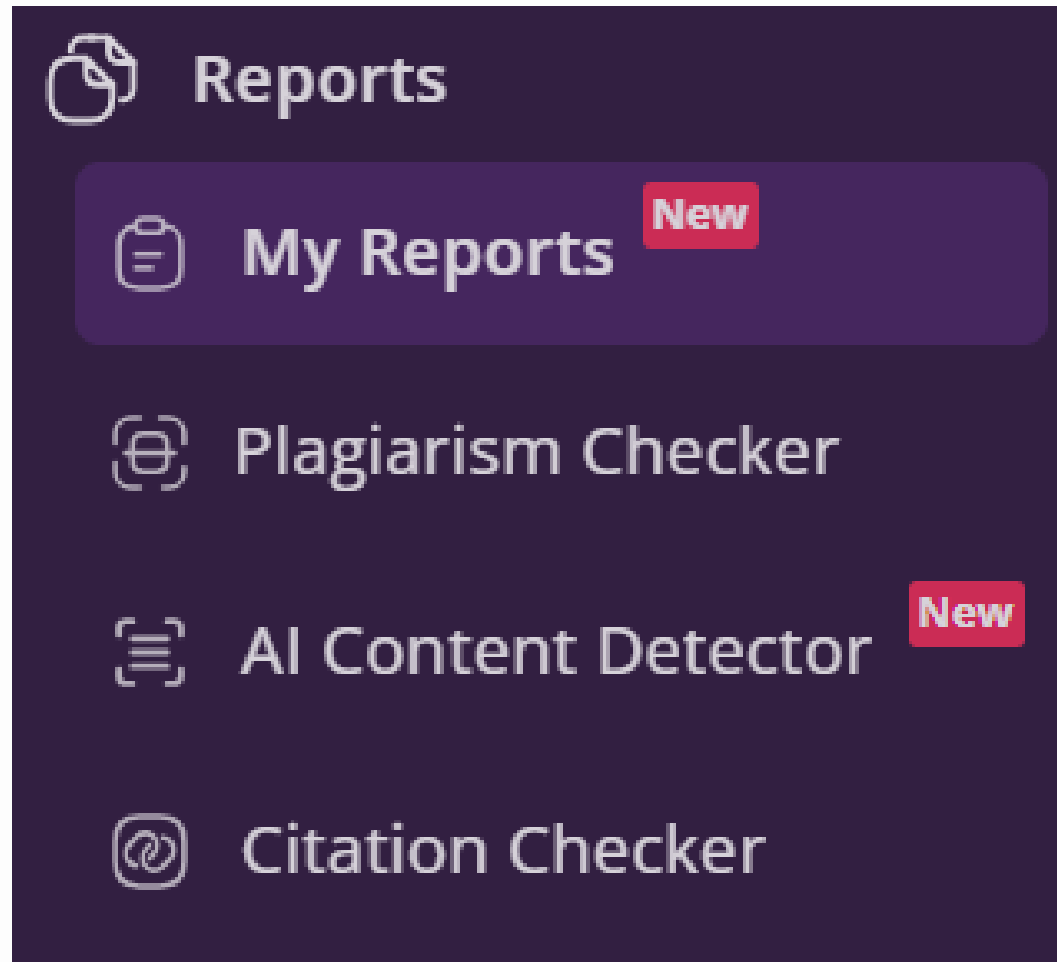 Reports
My Reports New
Plagiarism Checker
AI Content Detector New
Citation Checker